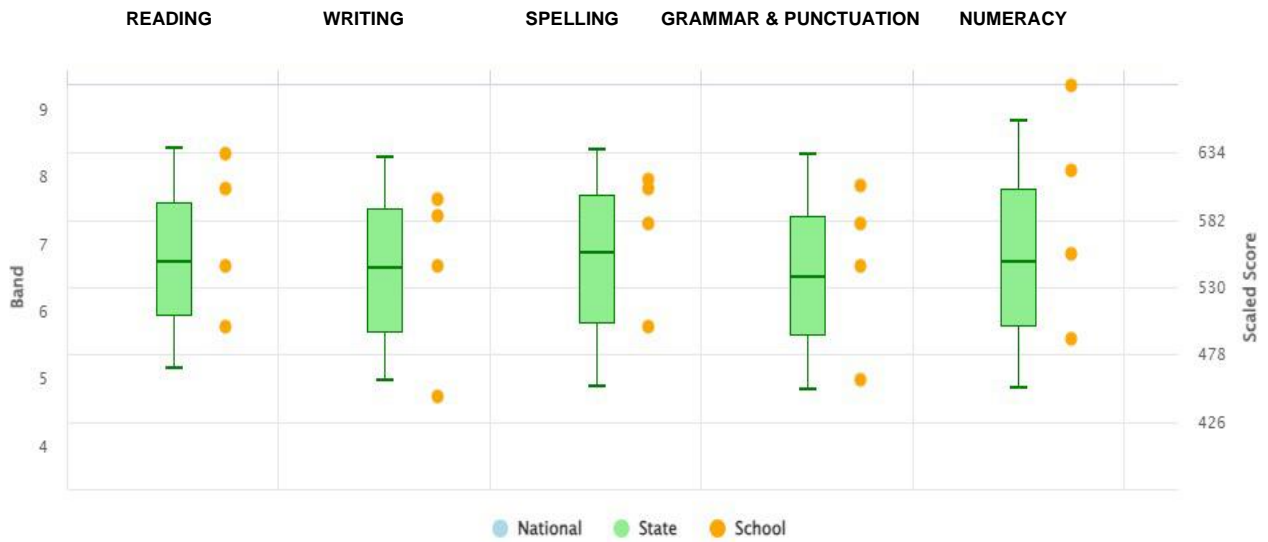 READING WRITING SPELLING GRAMMAR & PUNCTUATION NUMERACY
9
8
7
6
5
4
Band
634
582
530
478
426
Scaled Score
National State School